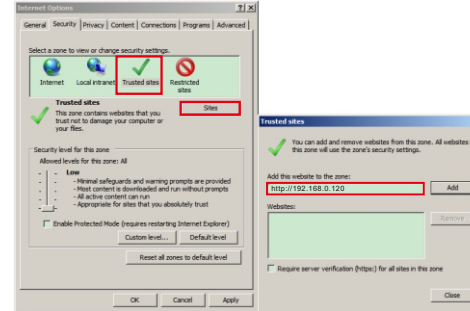 Internet Options
? X
General Security Privacy Content Connections Programs Advanced
Select a zone to view or change security settings.
Internet Local intranet Trusted sites Restricted sites
Trusted sites
This zone contains websites that you
trust not to damage your computer or
your files.
Sites
Security level for this zone
Allowed levels for this zone: All
Low
- Minimal safeguards and warning prompts are provided
- Most content is downloaded and run without prompts
- All active content can run
- Appropriate for sites that you absolutely trust
Enable Protected Mode (requires restarting Internet Explorer)
Custom level... Default level
Reset all zones to default level
OK Cancel Apply
Trusted sites
You can add and remove websites from this zone. All websites
this zone will use the zone's security settings.
Add this website to the zone:
http://192.168.0.120 Add
Websites:
Remove
Require server verification (https:) for all sites in this zone
Close